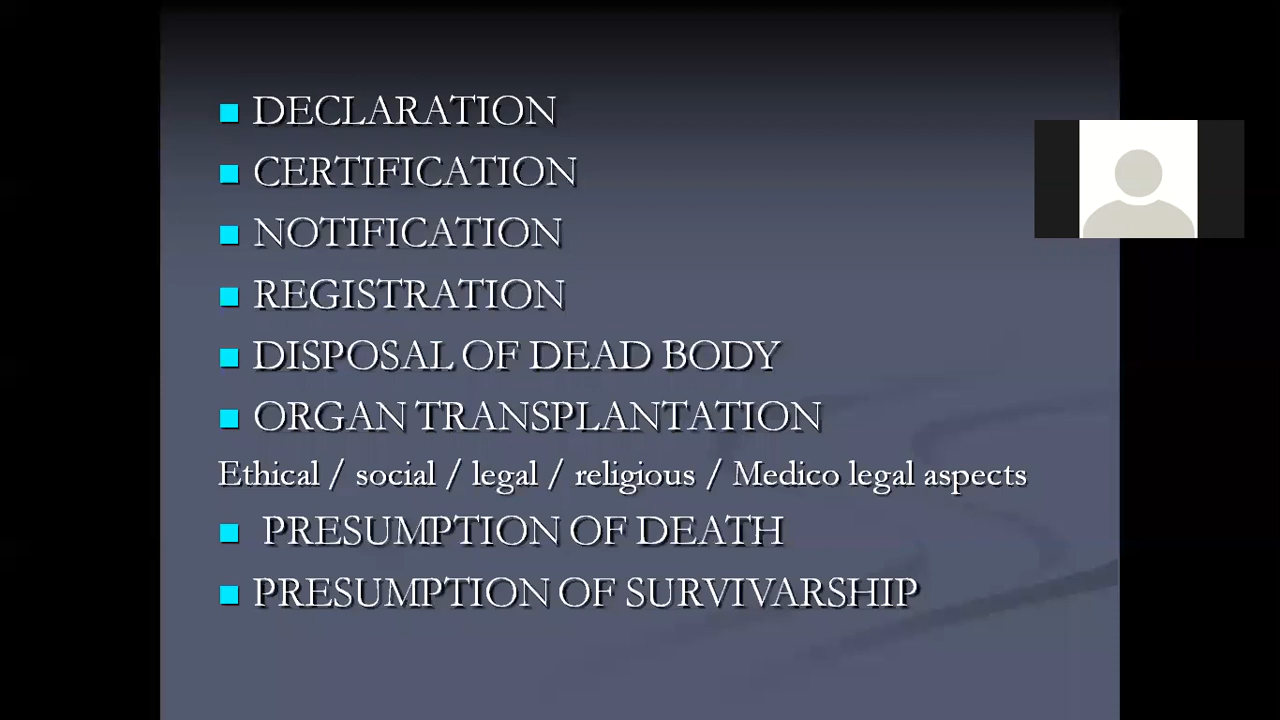 DECLARATION
CERTIFICATION
NOTIFICATION
REGISTRATION
DISPOSAL OF DEAD BODY
ORGAN TRANSPLANTATION
Ethical / social / legal / religious / Medico legal aspects
PRESUMPTION OF DEATH
PRESUMPTION OF SURVIVARSHIP